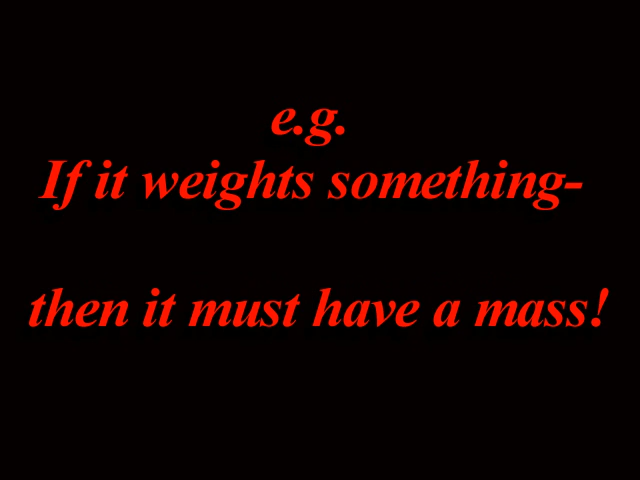 e.g.
If it weights something-
then it must have a mass!